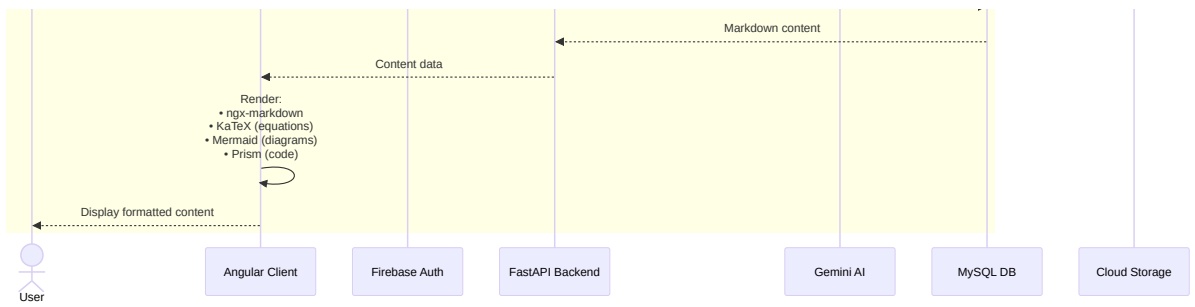 Markdown content
Content data
Render:
• ngx-markdown
• KaTeX (equations)
• Mermaid (diagrams)
• Prism (code)
Display formatted content
User
Angular Client
Firebase Auth
FastAPI Backend
Gemini AI
MySQL DB
Cloud Storage